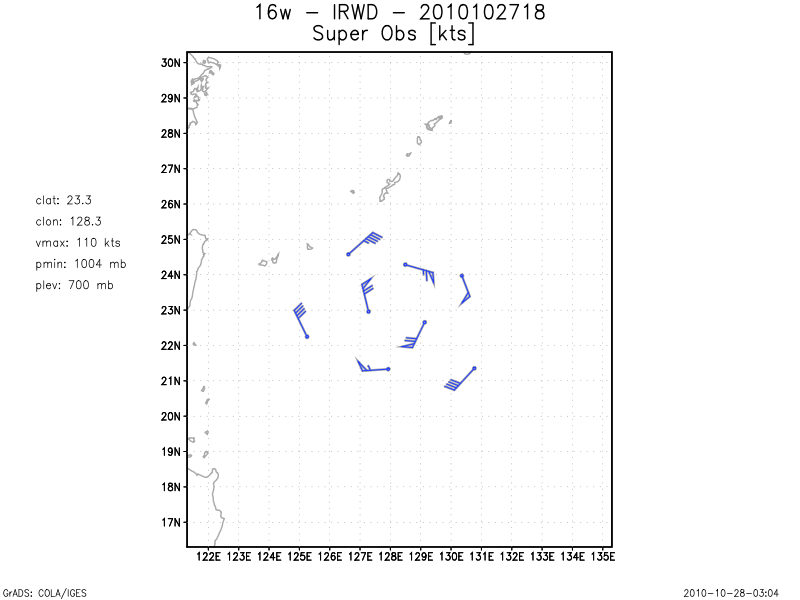 16w − IRWD − 2010102718
Super Obs [kts]
30N
29N
28N
27N
26N
25N
24N
23N
22N
21N
20N
19N
18N
17N
clat: 23.3
clon: 128.3
vmax: 110 kts
pmin: 1004 mb
plev: 700 mb
122E 123E 124E 125E 126E 127E 128E 129E 130E 131E 132E 133E 134E 135E
GrADS: COLA/IGES
2010-10-28-03:04